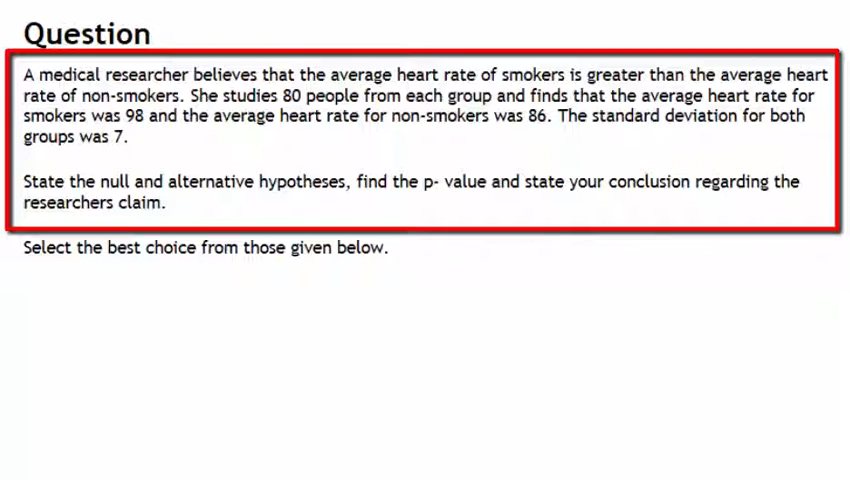 Question
A medical researcher believes that the average heart rate of smokers is greater than the average heart
rate of non-smokers. She studies 80 people from each group and finds that the average heart rate for
smokers was 98 and the average heart rate for non-smokers was 86. The standard deviation for both
groups was 7.
State the null and alternative hypotheses, find the p- value and state your conclusion regarding the
researchers claim.
Select the best choice from those given below.